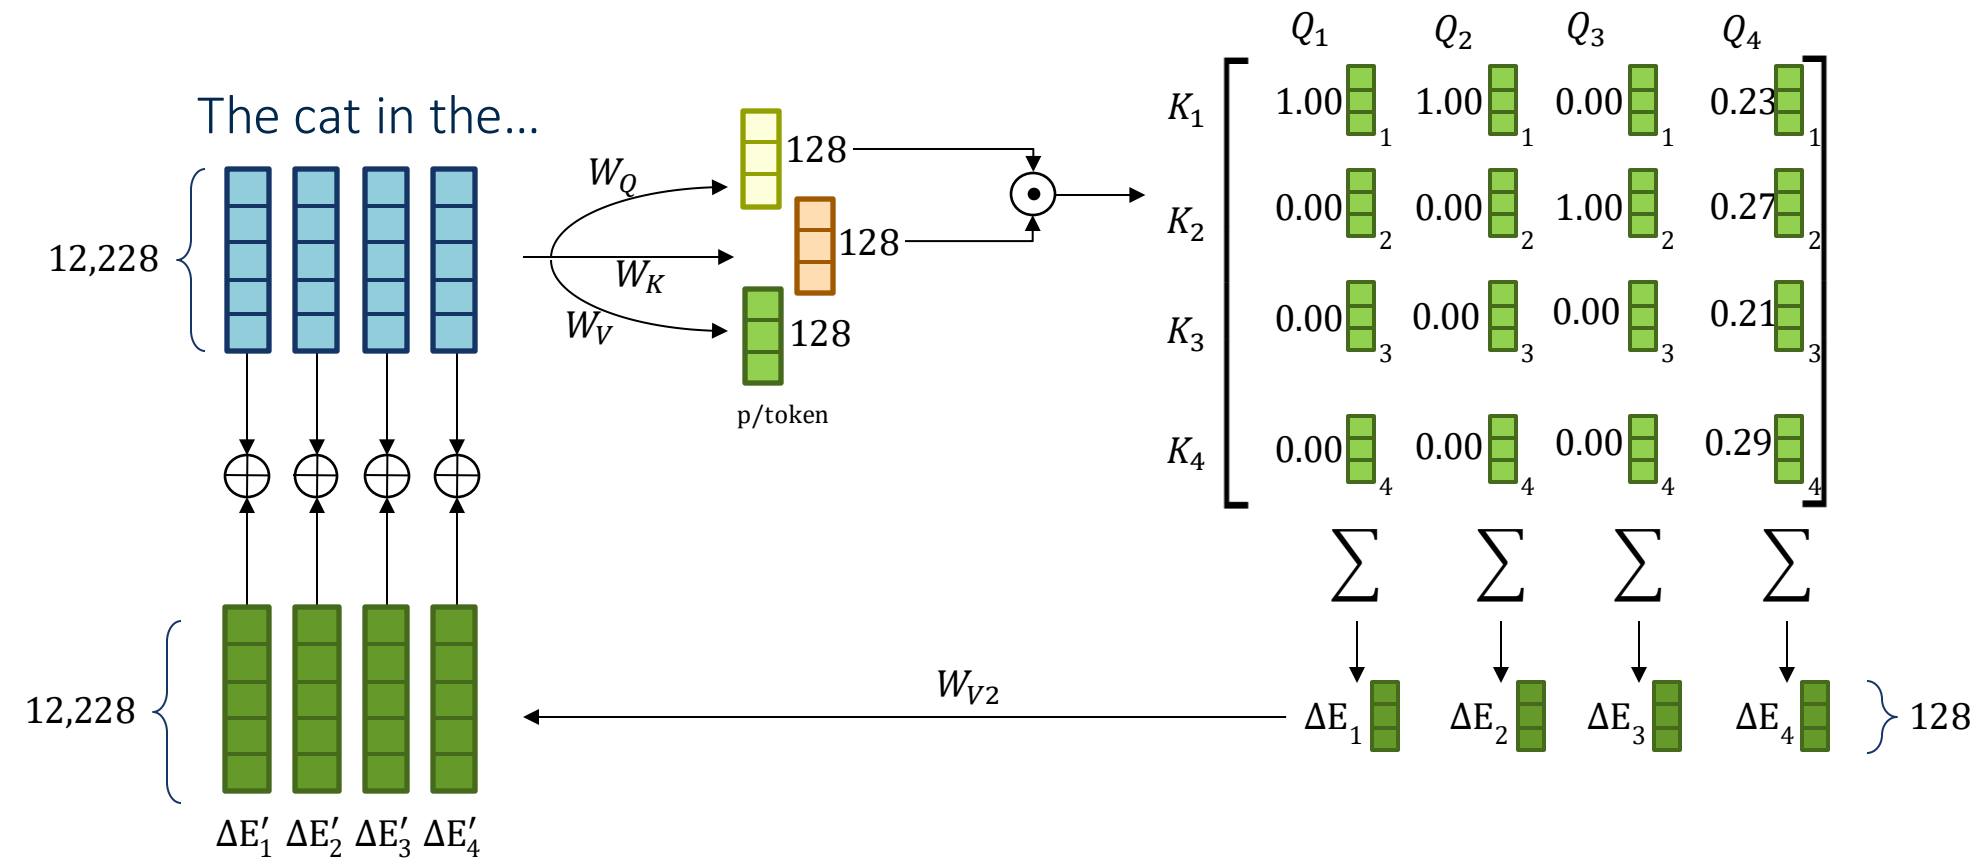 The cat in the...
12,228
W_Q
W_K
W_V
128
128
128
p/token
Q_1 Q_2 Q_3 Q_4
K_1 1.00 1 1.00 1 0.00 1 0.23 1
K_2 0.00 2 0.00 2 1.00 2 0.27 2
K_3 0.00 3 0.00 3 0.00 3 0.21 3
K_4 0.00 4 0.00 4 0.00 4 0.29 4
∑ ∑ ∑ ∑
ΔE_1 ΔE_2 ΔE_3 ΔE_4 128
W_{V2}
12,228
ΔE′_1 ΔE′_2 ΔE′_3 ΔE′_4